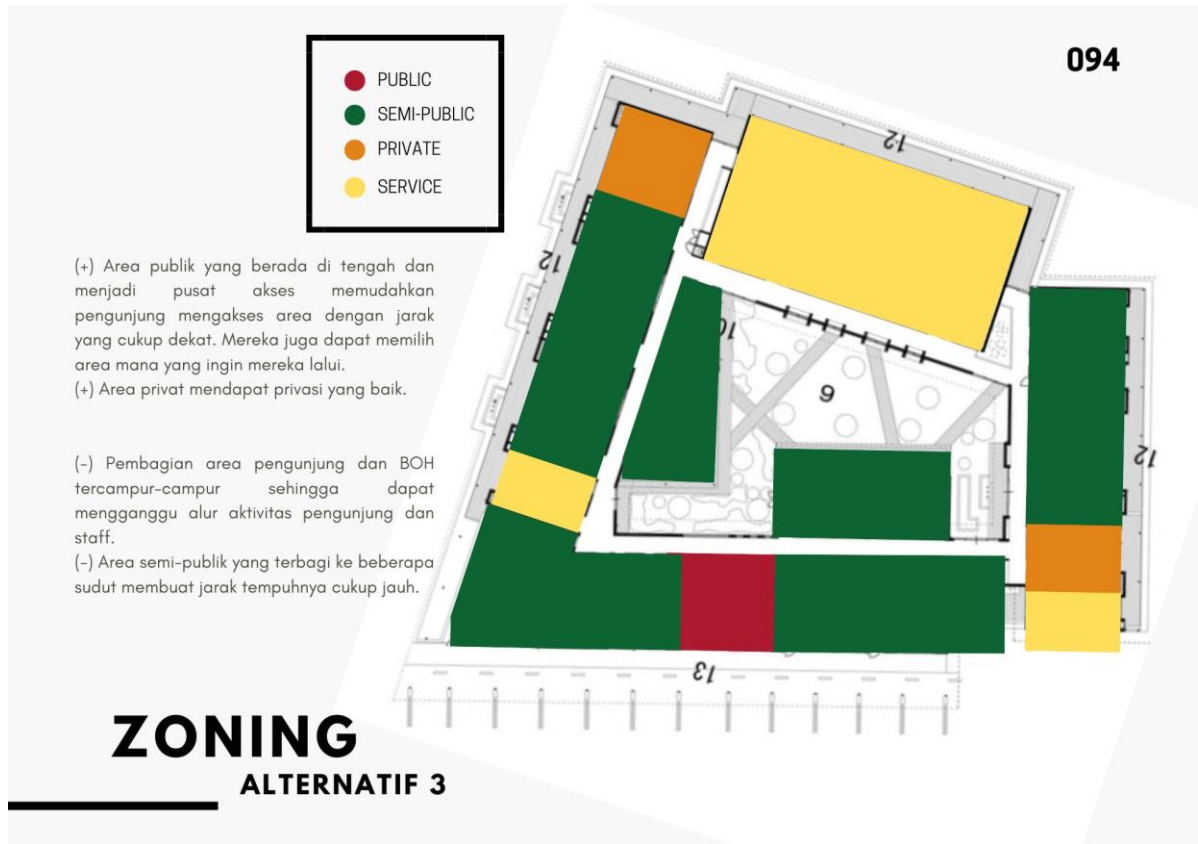 094
PUBLIC
SEMI-PUBLIC
PRIVATE
SERVICE
(+) Area publik yang berada di tengah dan
menjadi pusat akses memudahkan
pengunjung mengakses area dengan jarak
yang cukup dekat. Mereka juga dapat memilih
area mana yang ingin mereka lalui.
(+) Area privat mendapat privasi yang baik.
(-) Pembagian area pengunjung dan BOH
tercampur-campur sehingga dapat
mengganggu alur aktivitas pengunjung dan
staff.
(-) Area semi-publik yang terbagi ke beberapa
sudut membuat jarak tempuhnya cukup jauh.
12
12
10
9
12
13
ZONING
ALTERNATIF 3